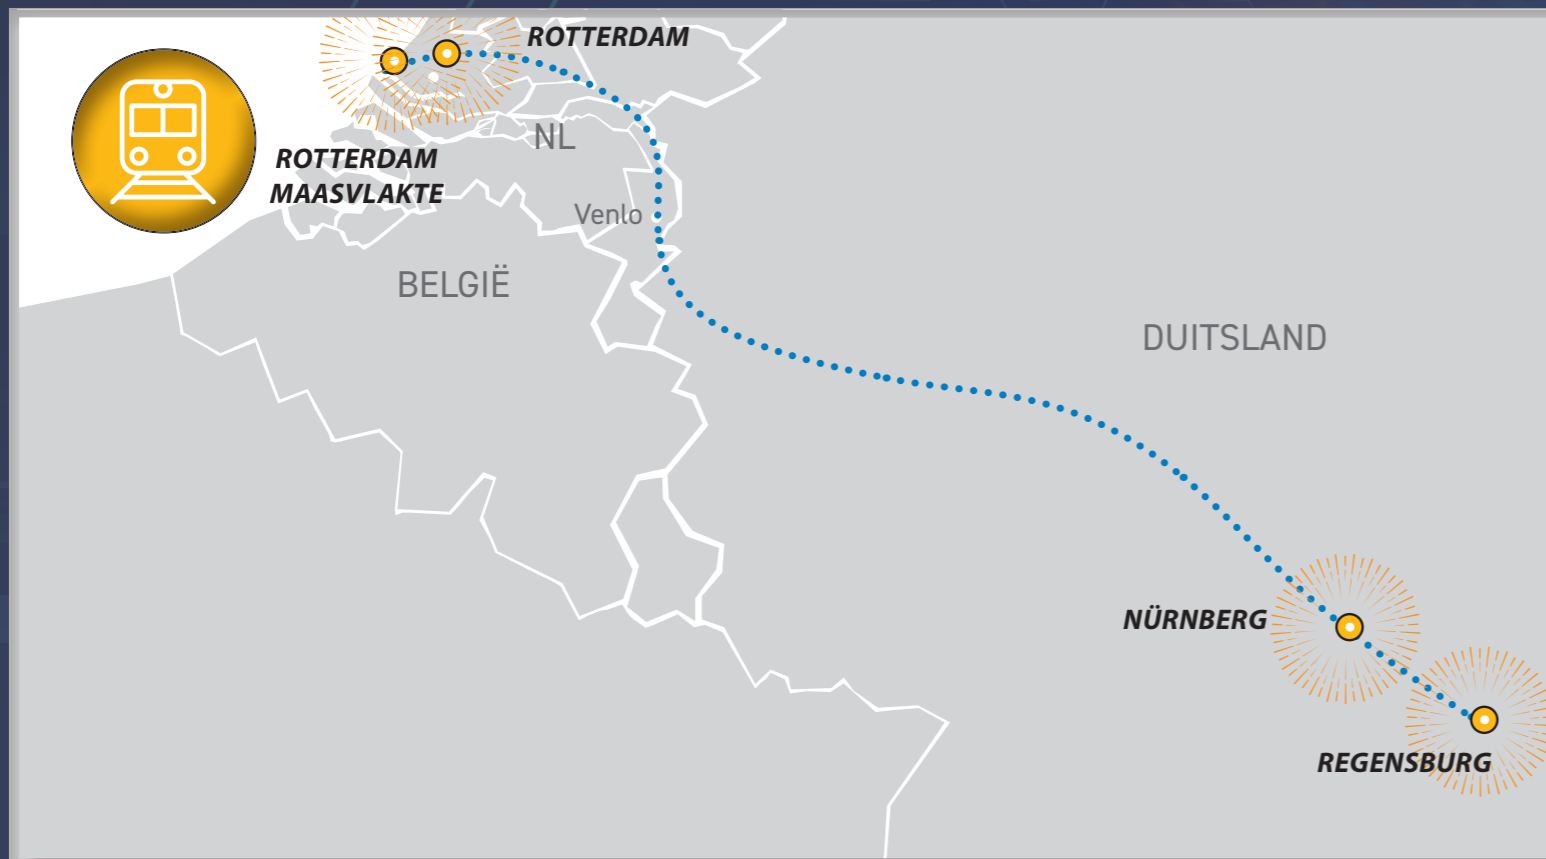 ROTTERDAM
NL
ROTTERDAM
MAASVLAKTE
Venlo
BELGIË
DUITSLAND
NÜRNBERG
REGENSBURG